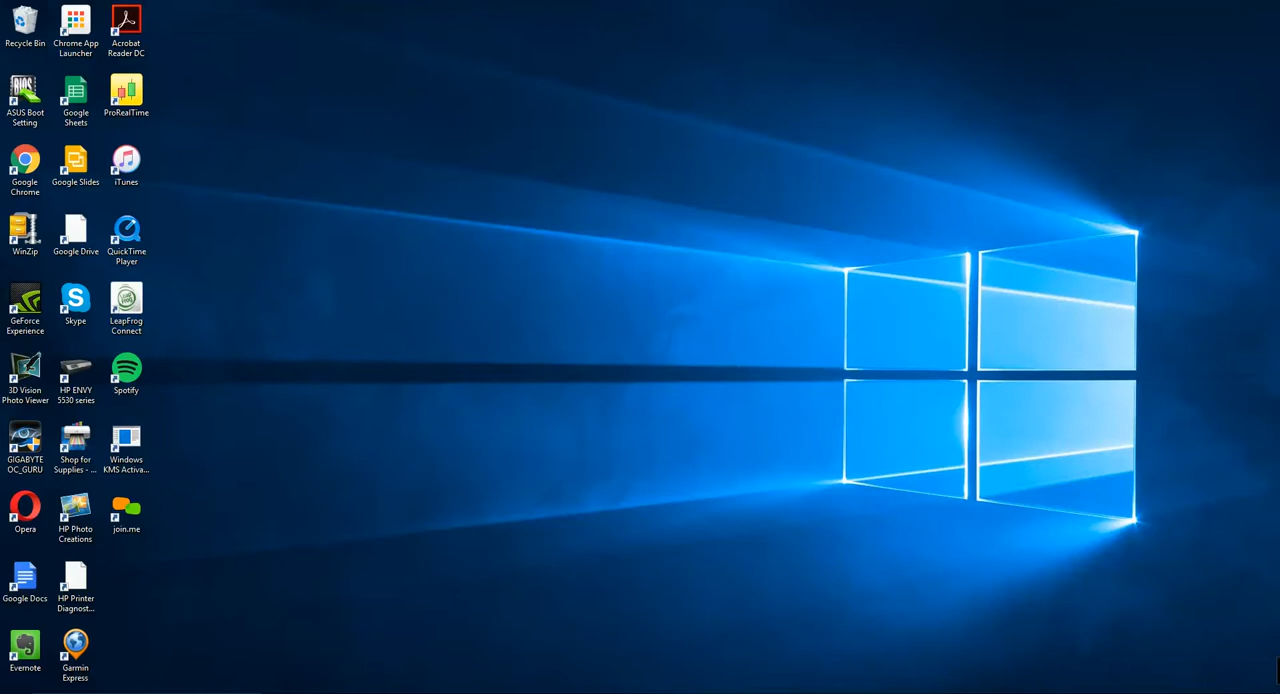 Recycle Bin
Chrome App
Launcher
Acrobat
Reader DC
BIOS
ASUS Boot
Setting
Google
Sheets
ProRealTime
Google
Chrome
Google Slides
iTunes
WinZip
Google Drive
QuickTime
Player
GeForce
Experience
S
Skype
LeapFrog
Connect
3D Vision
Photo Viewer
HP ENVY
5530 series
Spotify
GIGABYTE
OC_GURU
Shop for
Supplies - ...
Windows
KMS Activa...
Opera
HP Photo
Creations
join.me
Google Docs
HP Printer
Diagnost...
Evernote
Garmin
Express